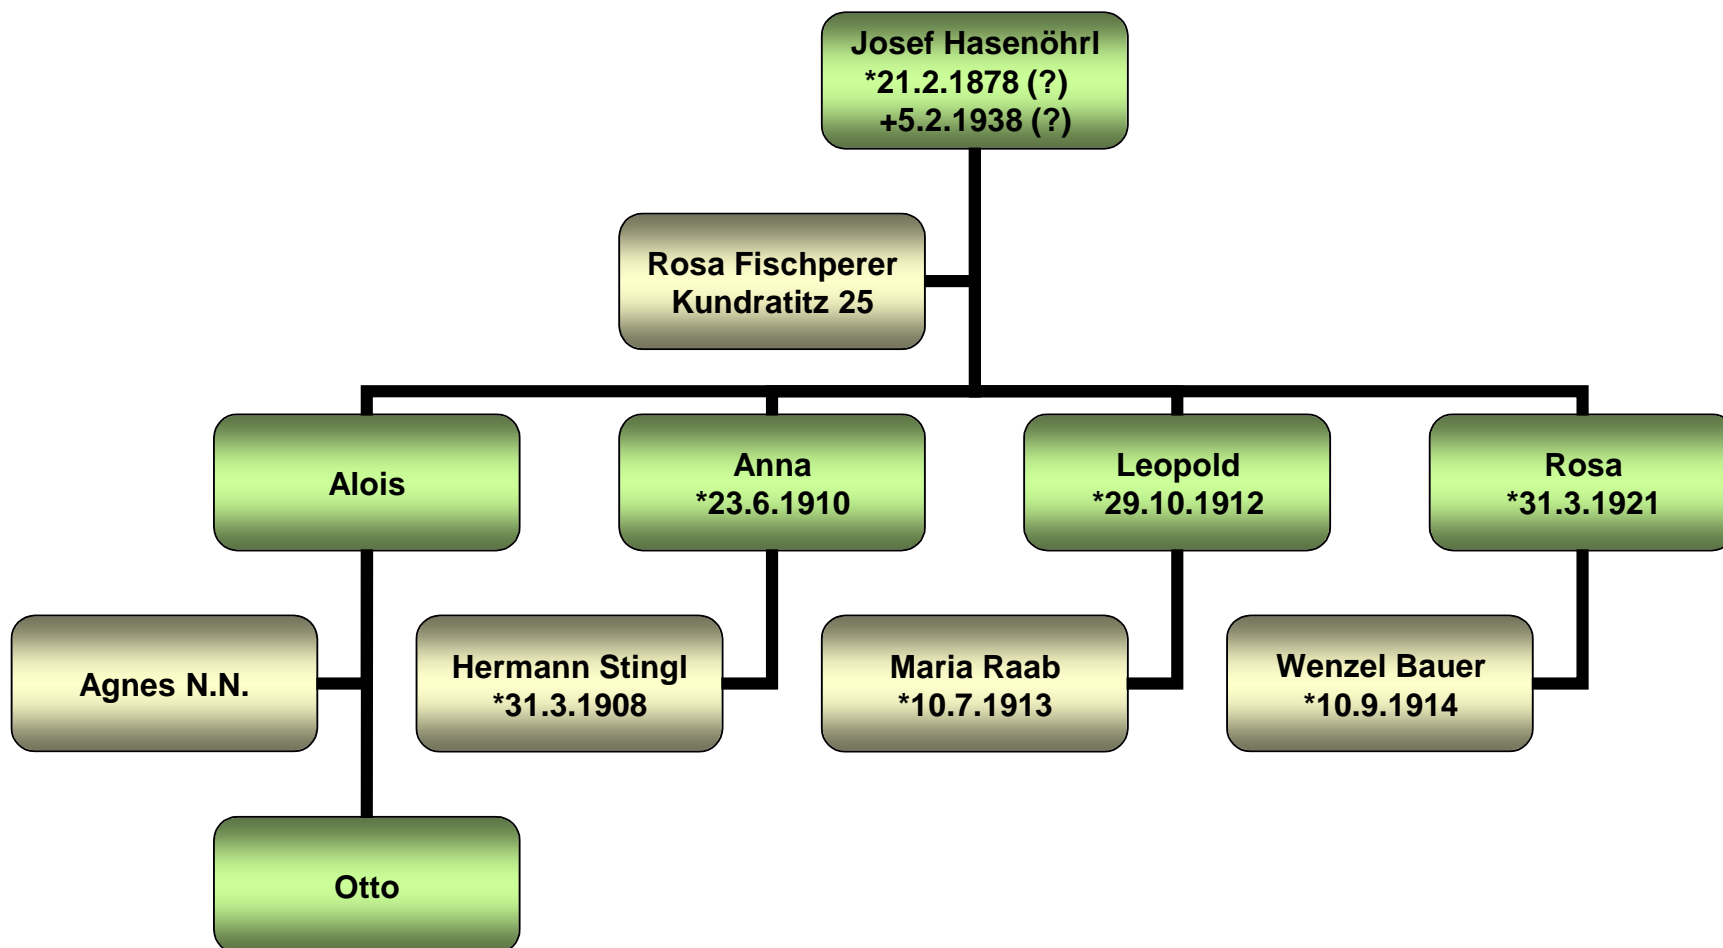 Josef Hasenöhrl
*21.2.1878 (?)
+5.2.1938 (?)
Rosa Fischperer
Kundratitz 25
Alois
Anna
*23.6.1910
Leopold
*29.10.1912
Rosa
*31.3.1921
Agnes N.N.
Hermann Stingl
*31.3.1908
Maria Raab
*10.7.1913
Wenzel Bauer
*10.9.1914
Otto